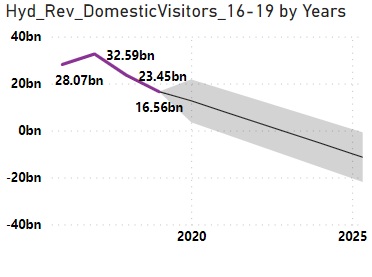 Hyd_Rev_DomesticVisitors_16-19 by Years
40bn
32.59bn
23.45bn
28.07bn
20bn
16.56bn
0bn
-20bn
-40bn
2020 2025